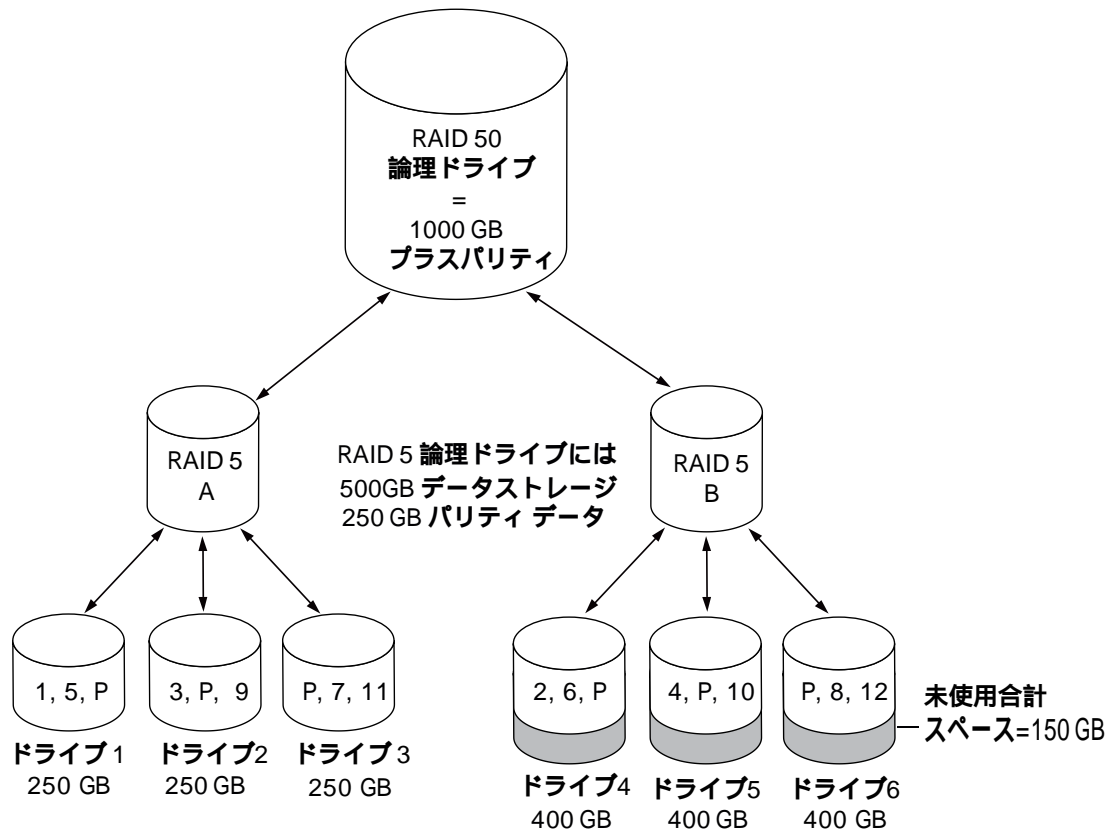 RAID 50
論理ドライブ
=
1000 GB
プラスパリティ
RAID 5
A
RAID 5 論理ドライブには
500GB データストレージ
250 GB パリティ データ
RAID 5
B
1, 5, P
3, P, 9
P, 7, 11
2, 6, P
4, P, 10
P, 8, 12
未使用合計
スペース=150 GB
ドライブ 1
250 GB
ドライブ2
250 GB
ドライブ 3
250 GB
ドライブ4
400 GB
ドライブ5
400 GB
ドライブ6
400 GB